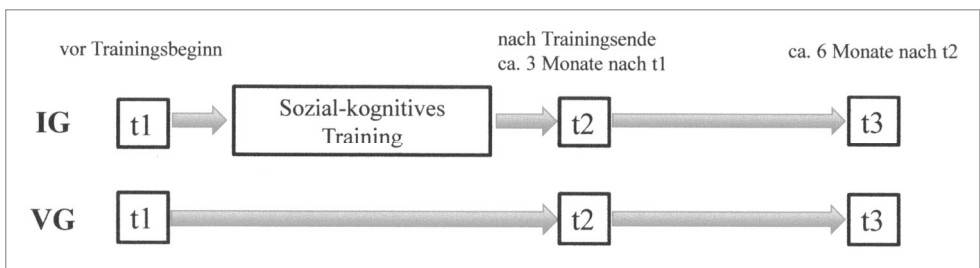 vor Trainingsbeginn
nach Trainingsende
ca. 3 Monate nach t1
ca. 6 Monate nach t2
IG
t1
Sozial-kognitives
Training
t2
t3
VG
t1
t2
t3